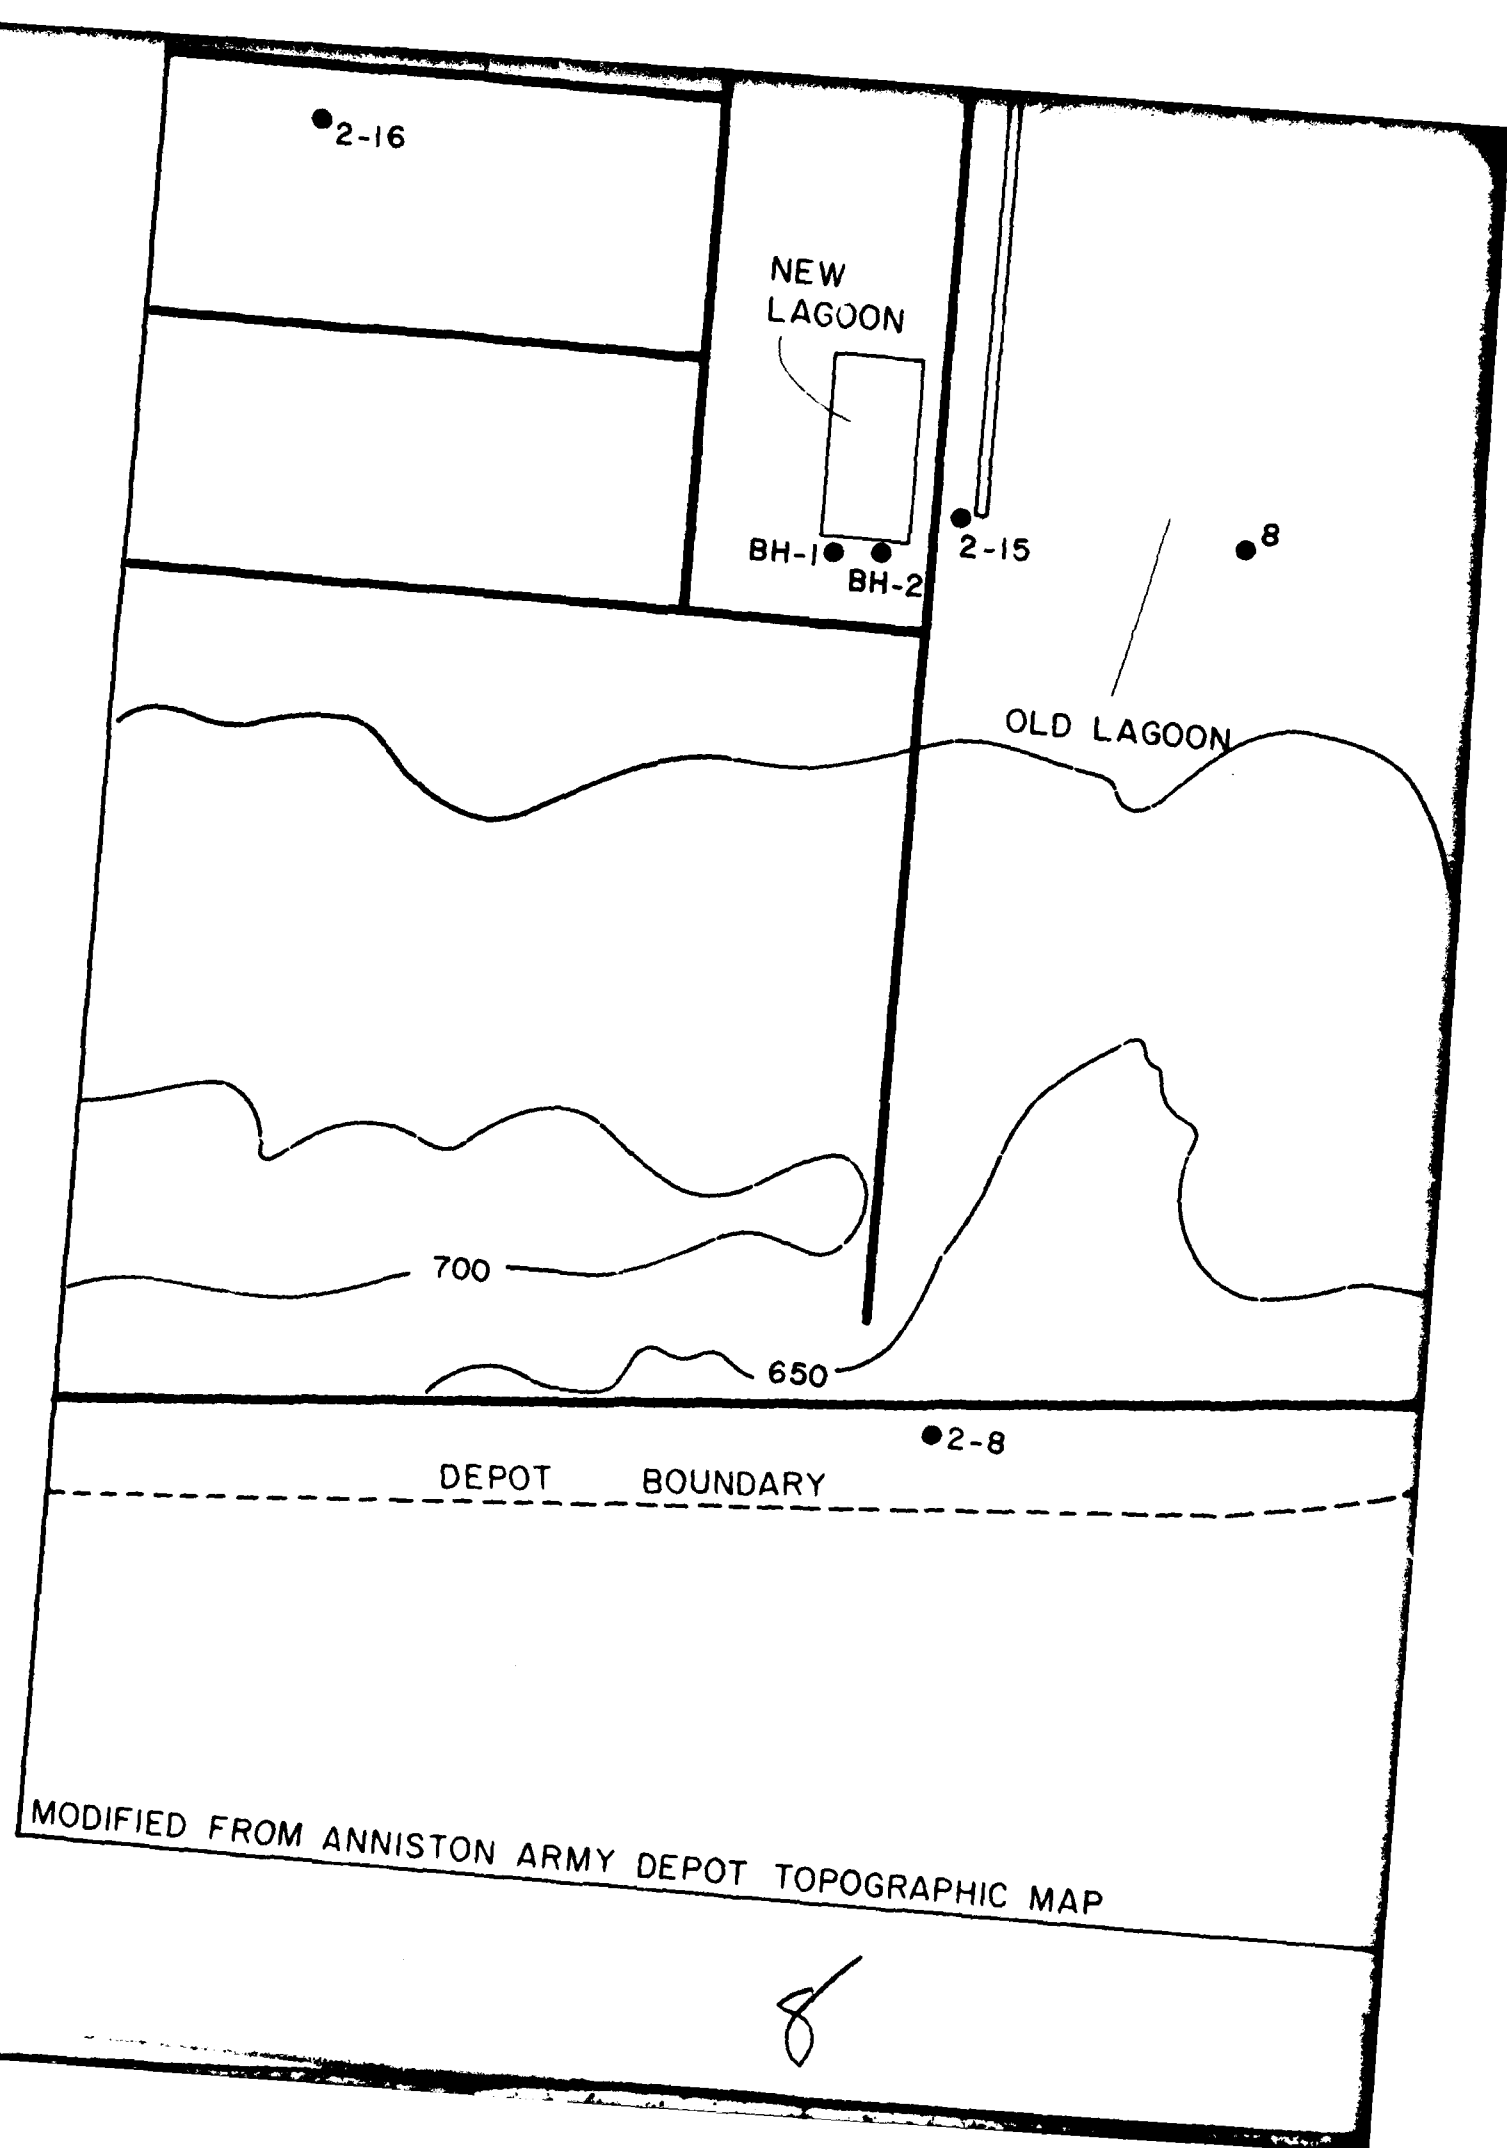 2-16
NEW
LAGOON
BH-1
BH-2
2-15
8
OLD LAGOON
700
650
2-8
DEPOT BOUNDARY
MODIFIED FROM ANNISTON ARMY DEPOT TOPOGRAPHIC MAP
8